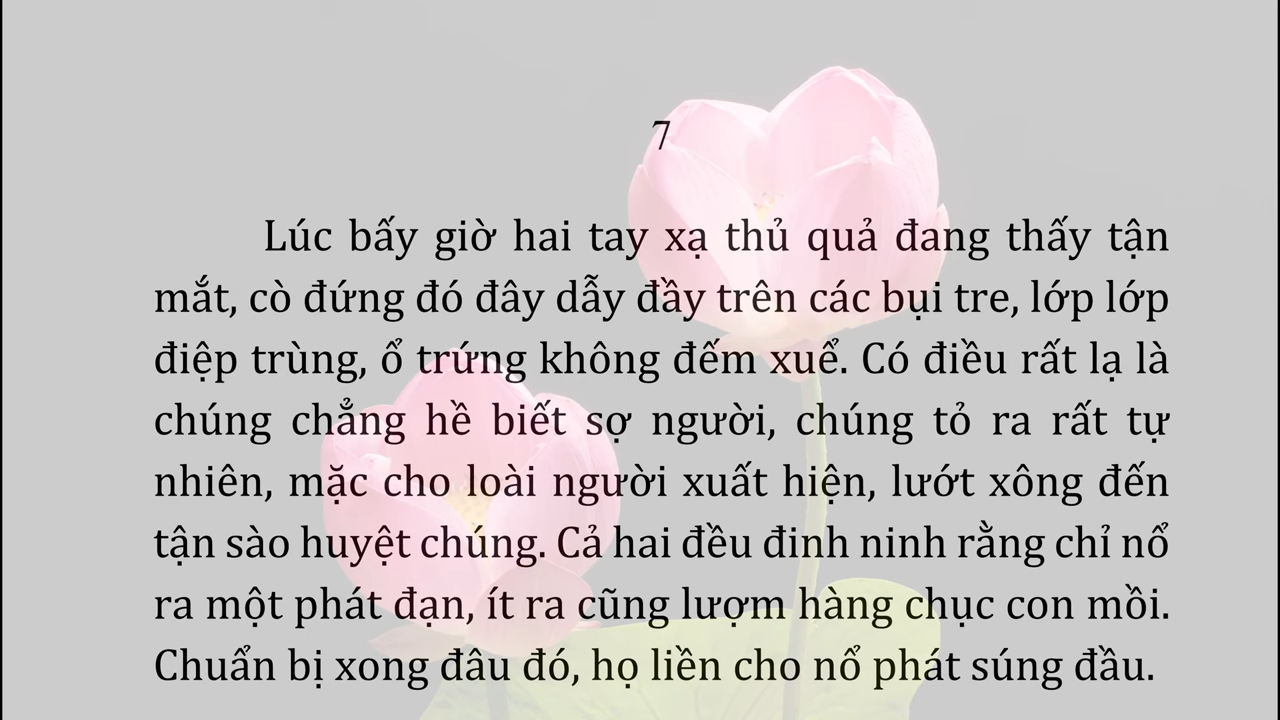 7
Lúc bấy giờ hai tay xạ thủ quả đang thấy tận
mắt, cò đứng đó đây dẫy đầy trên các bụi tre, lớp lớp
điệp trùng, ổ trứng không đếm xuể. Có điều rất lạ là
chúng chẳng hề biết sợ người, chúng tỏ ra rất tự
nhiên, mặc cho loài người xuất hiện, lướt xông đến
tận sào huyệt chúng. Cả hai đều đinh ninh rằng chỉ nổ
ra một phát đạn, ít ra cũng lượm hàng chục con mồi.
Chuẩn bị xong đâu đó, họ liền cho nổ phát súng đầu.